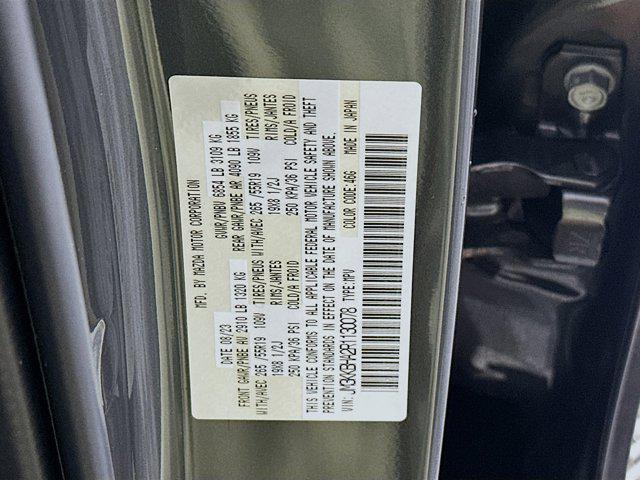 MFD. BY MAZDA MOTOR CORPORATION
DATE 08/23 GVWR/PNBV 6854 LB 3109 KG
FRONT GAWR/PNBE AV 2910 LB 1320 KG REAR GAWR/PNBE AR 4090 LB 1855 KG
WITH/AVEC 265 /55R19 109V TIRES/PNEUS WITH/AVEC 265 /55R19 109V TIRES/PNEUS
19X8 1/2J RIMS/JANTES 19X8 1/2J RIMS/JANTES
250 KPA/36 PSI COLD/A FROID 250 KPA/36 PSI COLD/A FROID
THIS VEHICLE CONFORMS TO ALL APPLICABLE FEDERAL MOTOR VEHICLE SAFETY AND THEFT
PREVENTION STANDARDS IN EFFECT ON THE DATE OF MANUFACTURE SHOWN ABOVE.
VIN: JM3KKBHA2R1130078 TYPE:MPV COLOR CODE:46G MADE IN JAPAN